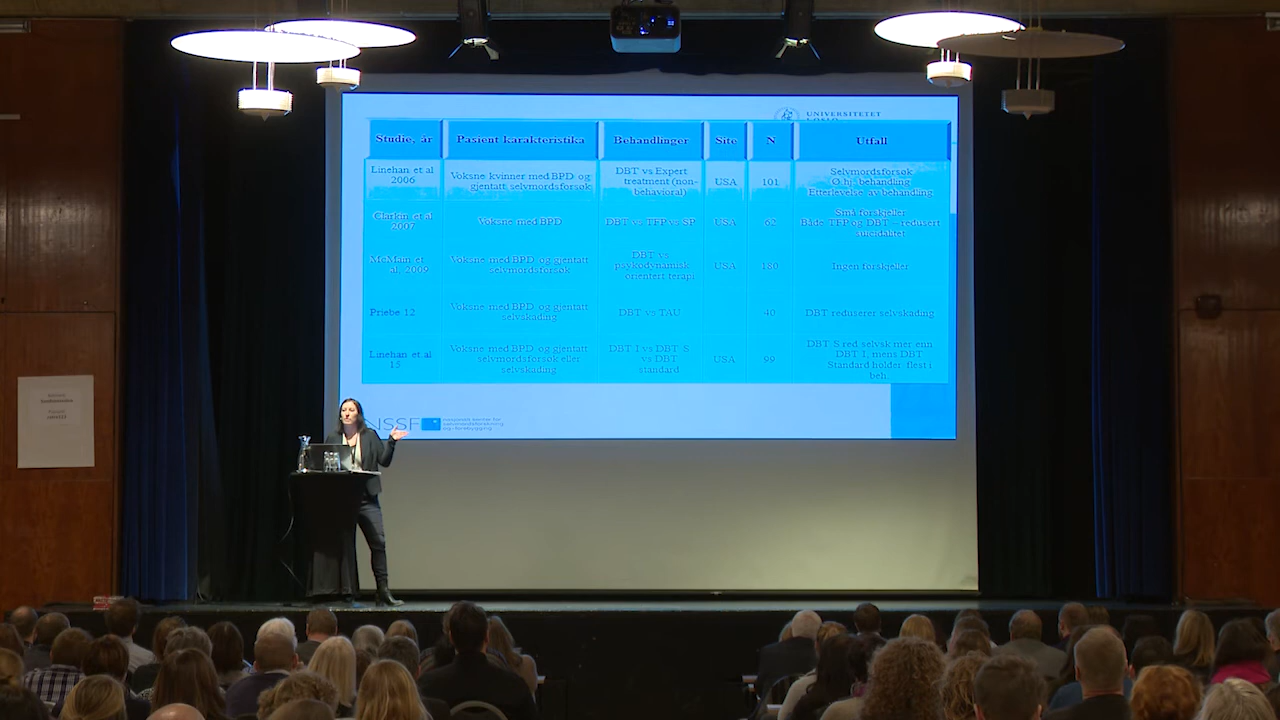 UNIVERSITETET
Studie, år Pasient karakteristika Behandlinger Site N Utfall
Linehan et al 2006
Voksne kvinner med BPD og gjentatt selvmordsforsøk
DBT vs Expert treatment (non-behavioral)
USA
101
Selvmordsforsøk
Ø.hj. behandling
Etterlevelse av behandling
2007
Voksne med BPD
DBT vs TFP vs SP
USA
62
Små forskjeller
Både TFP og DBT – redusert suicidalitet
McMain et al, 2009
Voksne med BPD og gjentatt selvmordsforsøk
DBT vs psykodynamisk orientert terapi
USA
180
Ingen forskjeller
Priebe 12
Voksne med BPD og gjentatt selvskading
DBT vs TAU
40
DBT reduserer selvskading
Linehan et al 15
Voksne med BPD og gjentatt selvmordsforsøk eller selvskading
DBT I vs DBT S vs DBT standard
USA
99
DBT S red selvsk mer enn DBT I, mens DBT Standard holder flest i beh.
NSSF
nasjonalt senter for
selvmordsforskning
og -forebygging